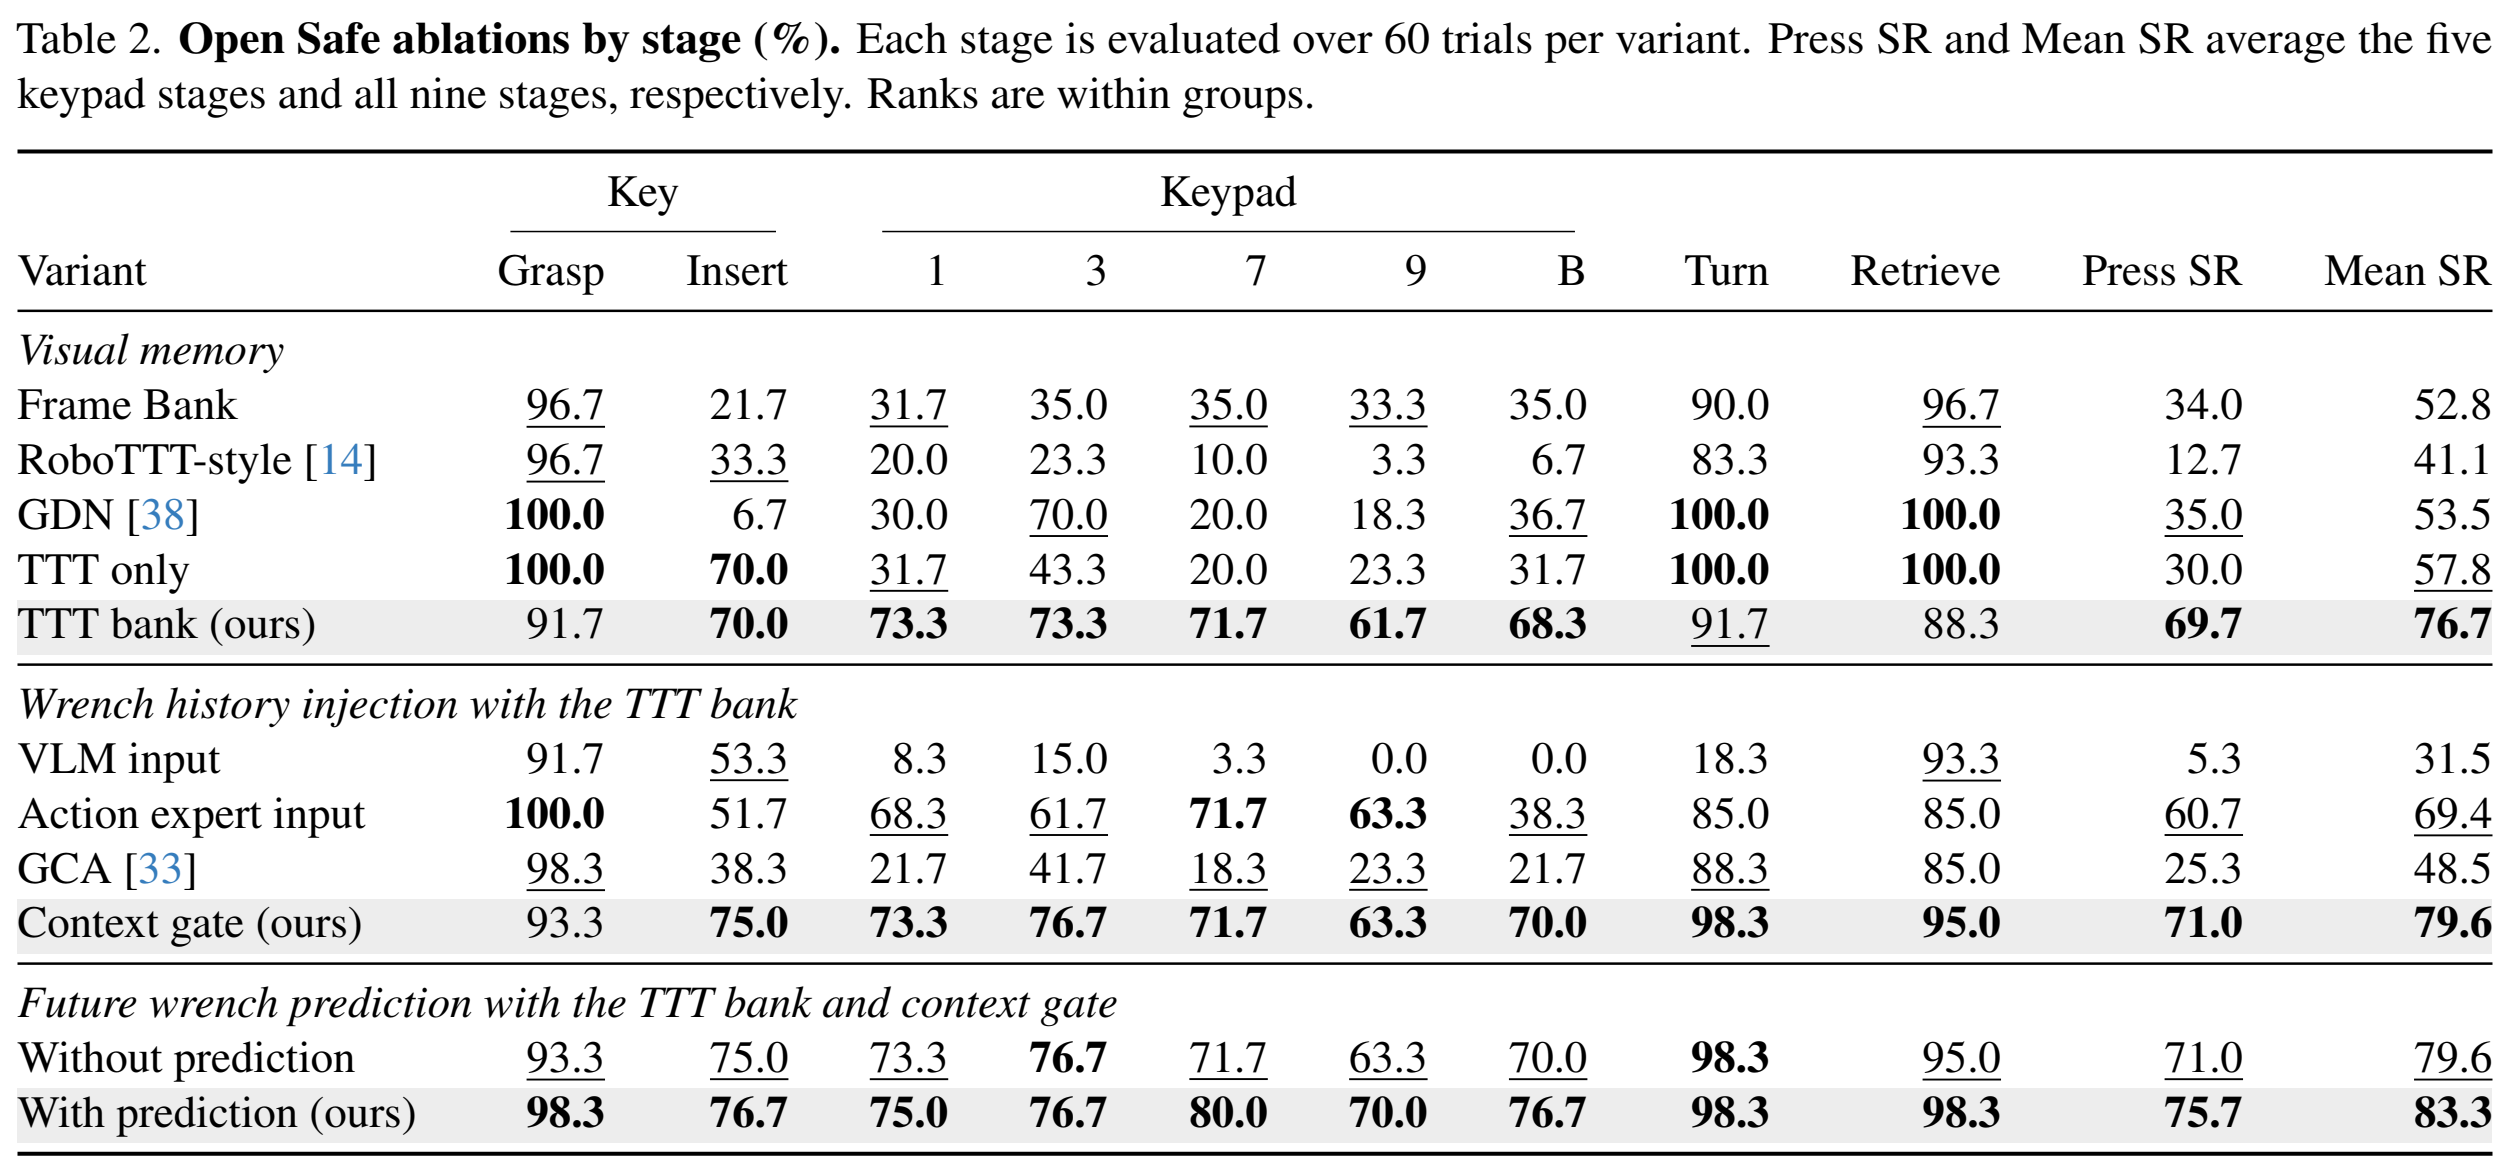 Table 2. Open Safe ablations by stage (%). Each stage is evaluated over 60 trials per variant. Press SR and Mean SR average the five
keypad stages and all nine stages, respectively. Ranks are within groups.
Key Keypad
Variant Grasp Insert 1 3 7 9 B Turn Retrieve Press SR Mean SR
Visual memory
Frame Bank 96.7 21.7 31.7 35.0 35.0 33.3 35.0 90.0 96.7 34.0 52.8
RoboTTT-style [14] 96.7 33.3 20.0 23.3 10.0 3.3 6.7 83.3 93.3 12.7 41.1
GDN [38] 100.0 6.7 30.0 70.0 20.0 18.3 36.7 100.0 100.0 35.0 53.5
TTT only 100.0 70.0 31.7 43.3 20.0 23.3 31.7 100.0 100.0 30.0 57.8
TTT bank (ours) 91.7 70.0 73.3 73.3 71.7 61.7 68.3 91.7 88.3 69.7 76.7
Wrench history injection with the TTT bank
VLM input 91.7 53.3 8.3 15.0 3.3 0.0 0.0 18.3 93.3 5.3 31.5
Action expert input 100.0 51.7 68.3 61.7 71.7 63.3 38.3 85.0 85.0 60.7 69.4
GCA [33] 98.3 38.3 21.7 41.7 18.3 23.3 21.7 88.3 85.0 25.3 48.5
Context gate (ours) 93.3 75.0 73.3 76.7 71.7 63.3 70.0 98.3 95.0 71.0 79.6
Future wrench prediction with the TTT bank and context gate
Without prediction 93.3 75.0 73.3 76.7 71.7 63.3 70.0 98.3 95.0 71.0 79.6
With prediction (ours) 98.3 76.7 75.0 76.7 80.0 70.0 76.7 98.3 98.3 75.7 83.3